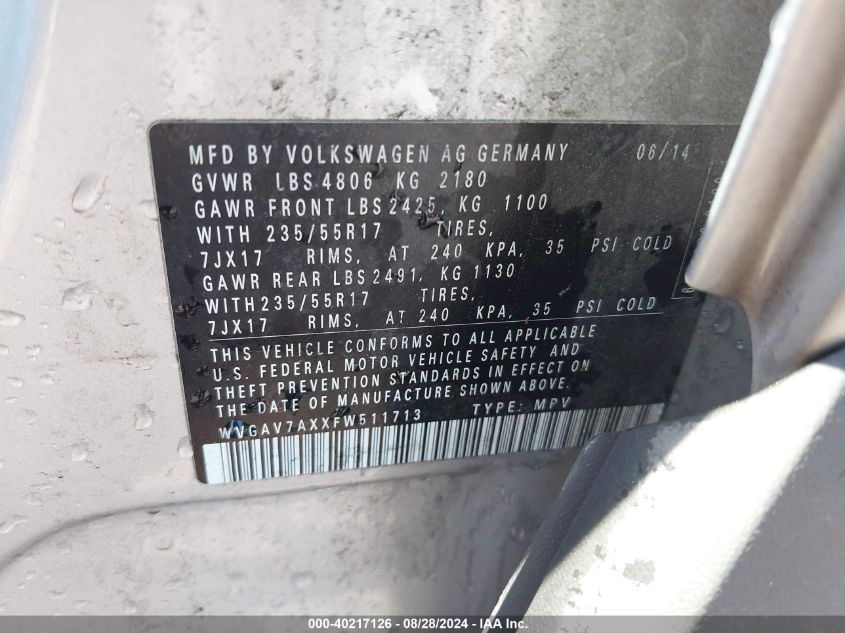 MFD BY VOLKSWAGEN AG GERMANY 06/14
GVWR LBS 4806 KG 2180
GAWR FRONT LBS 2425, KG 1100
WITH 235/55R17 TIRES,
7JX17 RIMS, AT 240 KPA, 35 PSI COLD
GAWR REAR LBS 2491, KG 1130
WITH 235/55R17 TIRES,
7JX17 RIMS, AT 240 KPA, 35 PSI COLD
THIS VEHICLE CONFORMS TO ALL APPLICABLE
U.S. FEDERAL MOTOR VEHICLE SAFETY AND
THEFT PREVENTION STANDARDS IN EFFECT ON
THE DATE OF MANUFACTURE SHOWN ABOVE.
WVGAV7AXXFW511713 TYPE: MPV
000-40217126 - 08/28/2024 - IAA Inc.